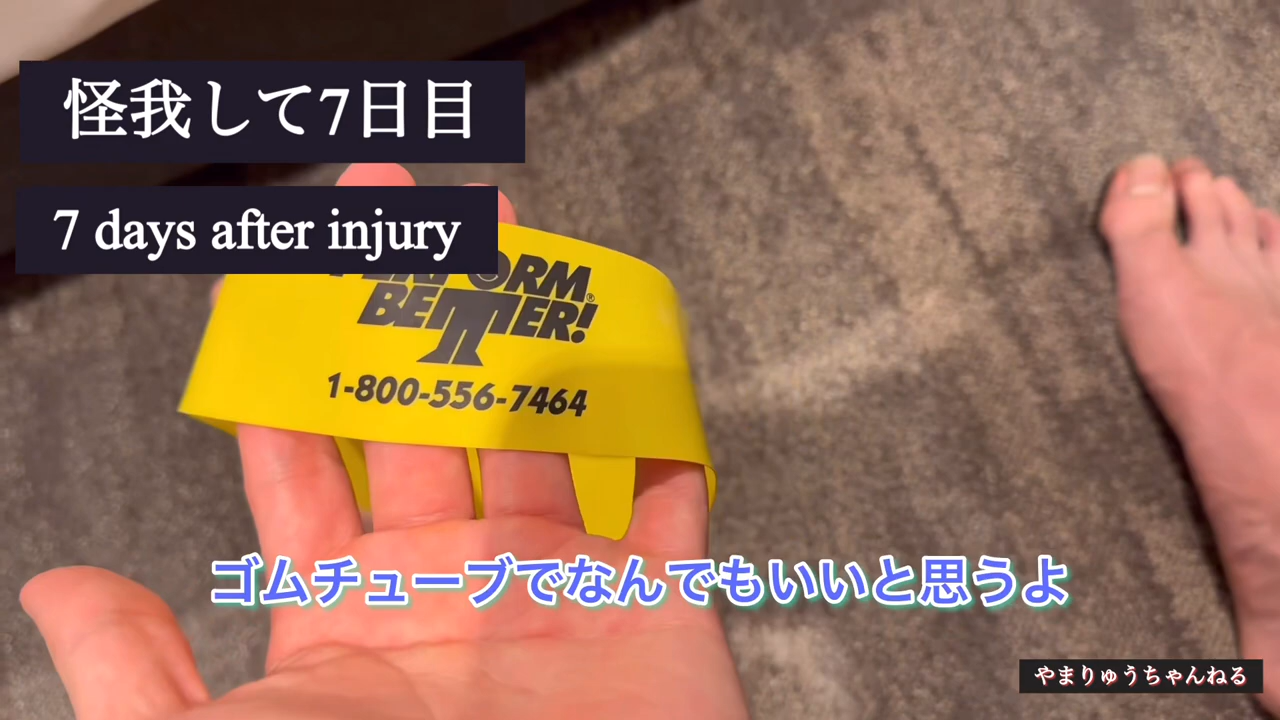 怪我して7日目
7 days after injury
PERFORM
BETTER!
1-800-556-7464
ゴムチューブでなんでもいいと思うよ
やまりゅうちゃんねる